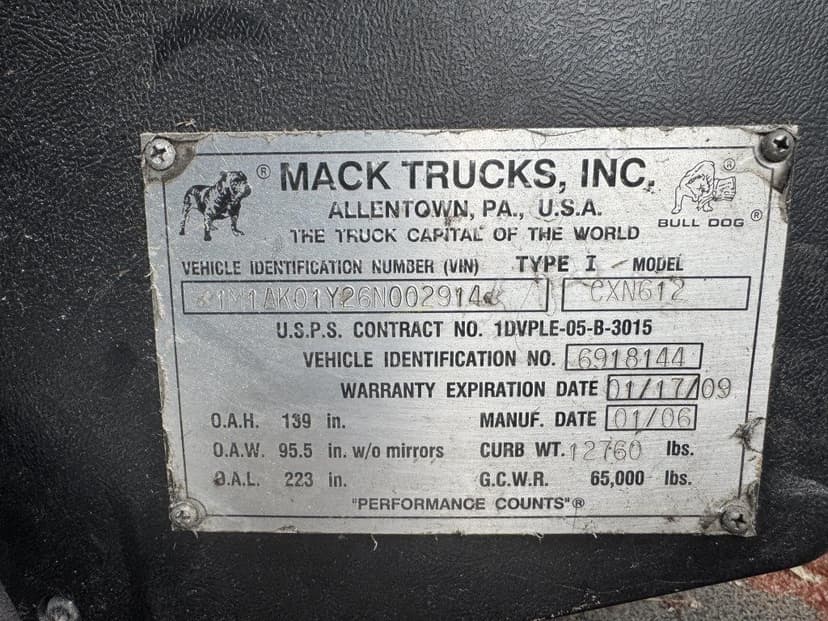 ® MACK TRUCKS, INC. ®
ALLENTOWN, PA., U.S.A.
BULL DOG ®
THE TRUCK CAPITAL OF THE WORLD
VEHICLE IDENTIFICATION NUMBER (VIN) TYPE I MODEL
*1M1AK01Y26N002914* CXN612
U.S.P.S. CONTRACT NO. 1DVPLE-05-B-3015
VEHICLE IDENTIFICATION NO. 6918144
WARRANTY EXPIRATION DATE 01/17/09
O.A.H. 139 in. MANUF. DATE 01/06
O.A.W. 95.5 in. w/o mirrors CURB WT. 12760 lbs.
O.A.L. 223 in. G.C.W.R. 65,000 lbs.
"PERFORMANCE COUNTS"®